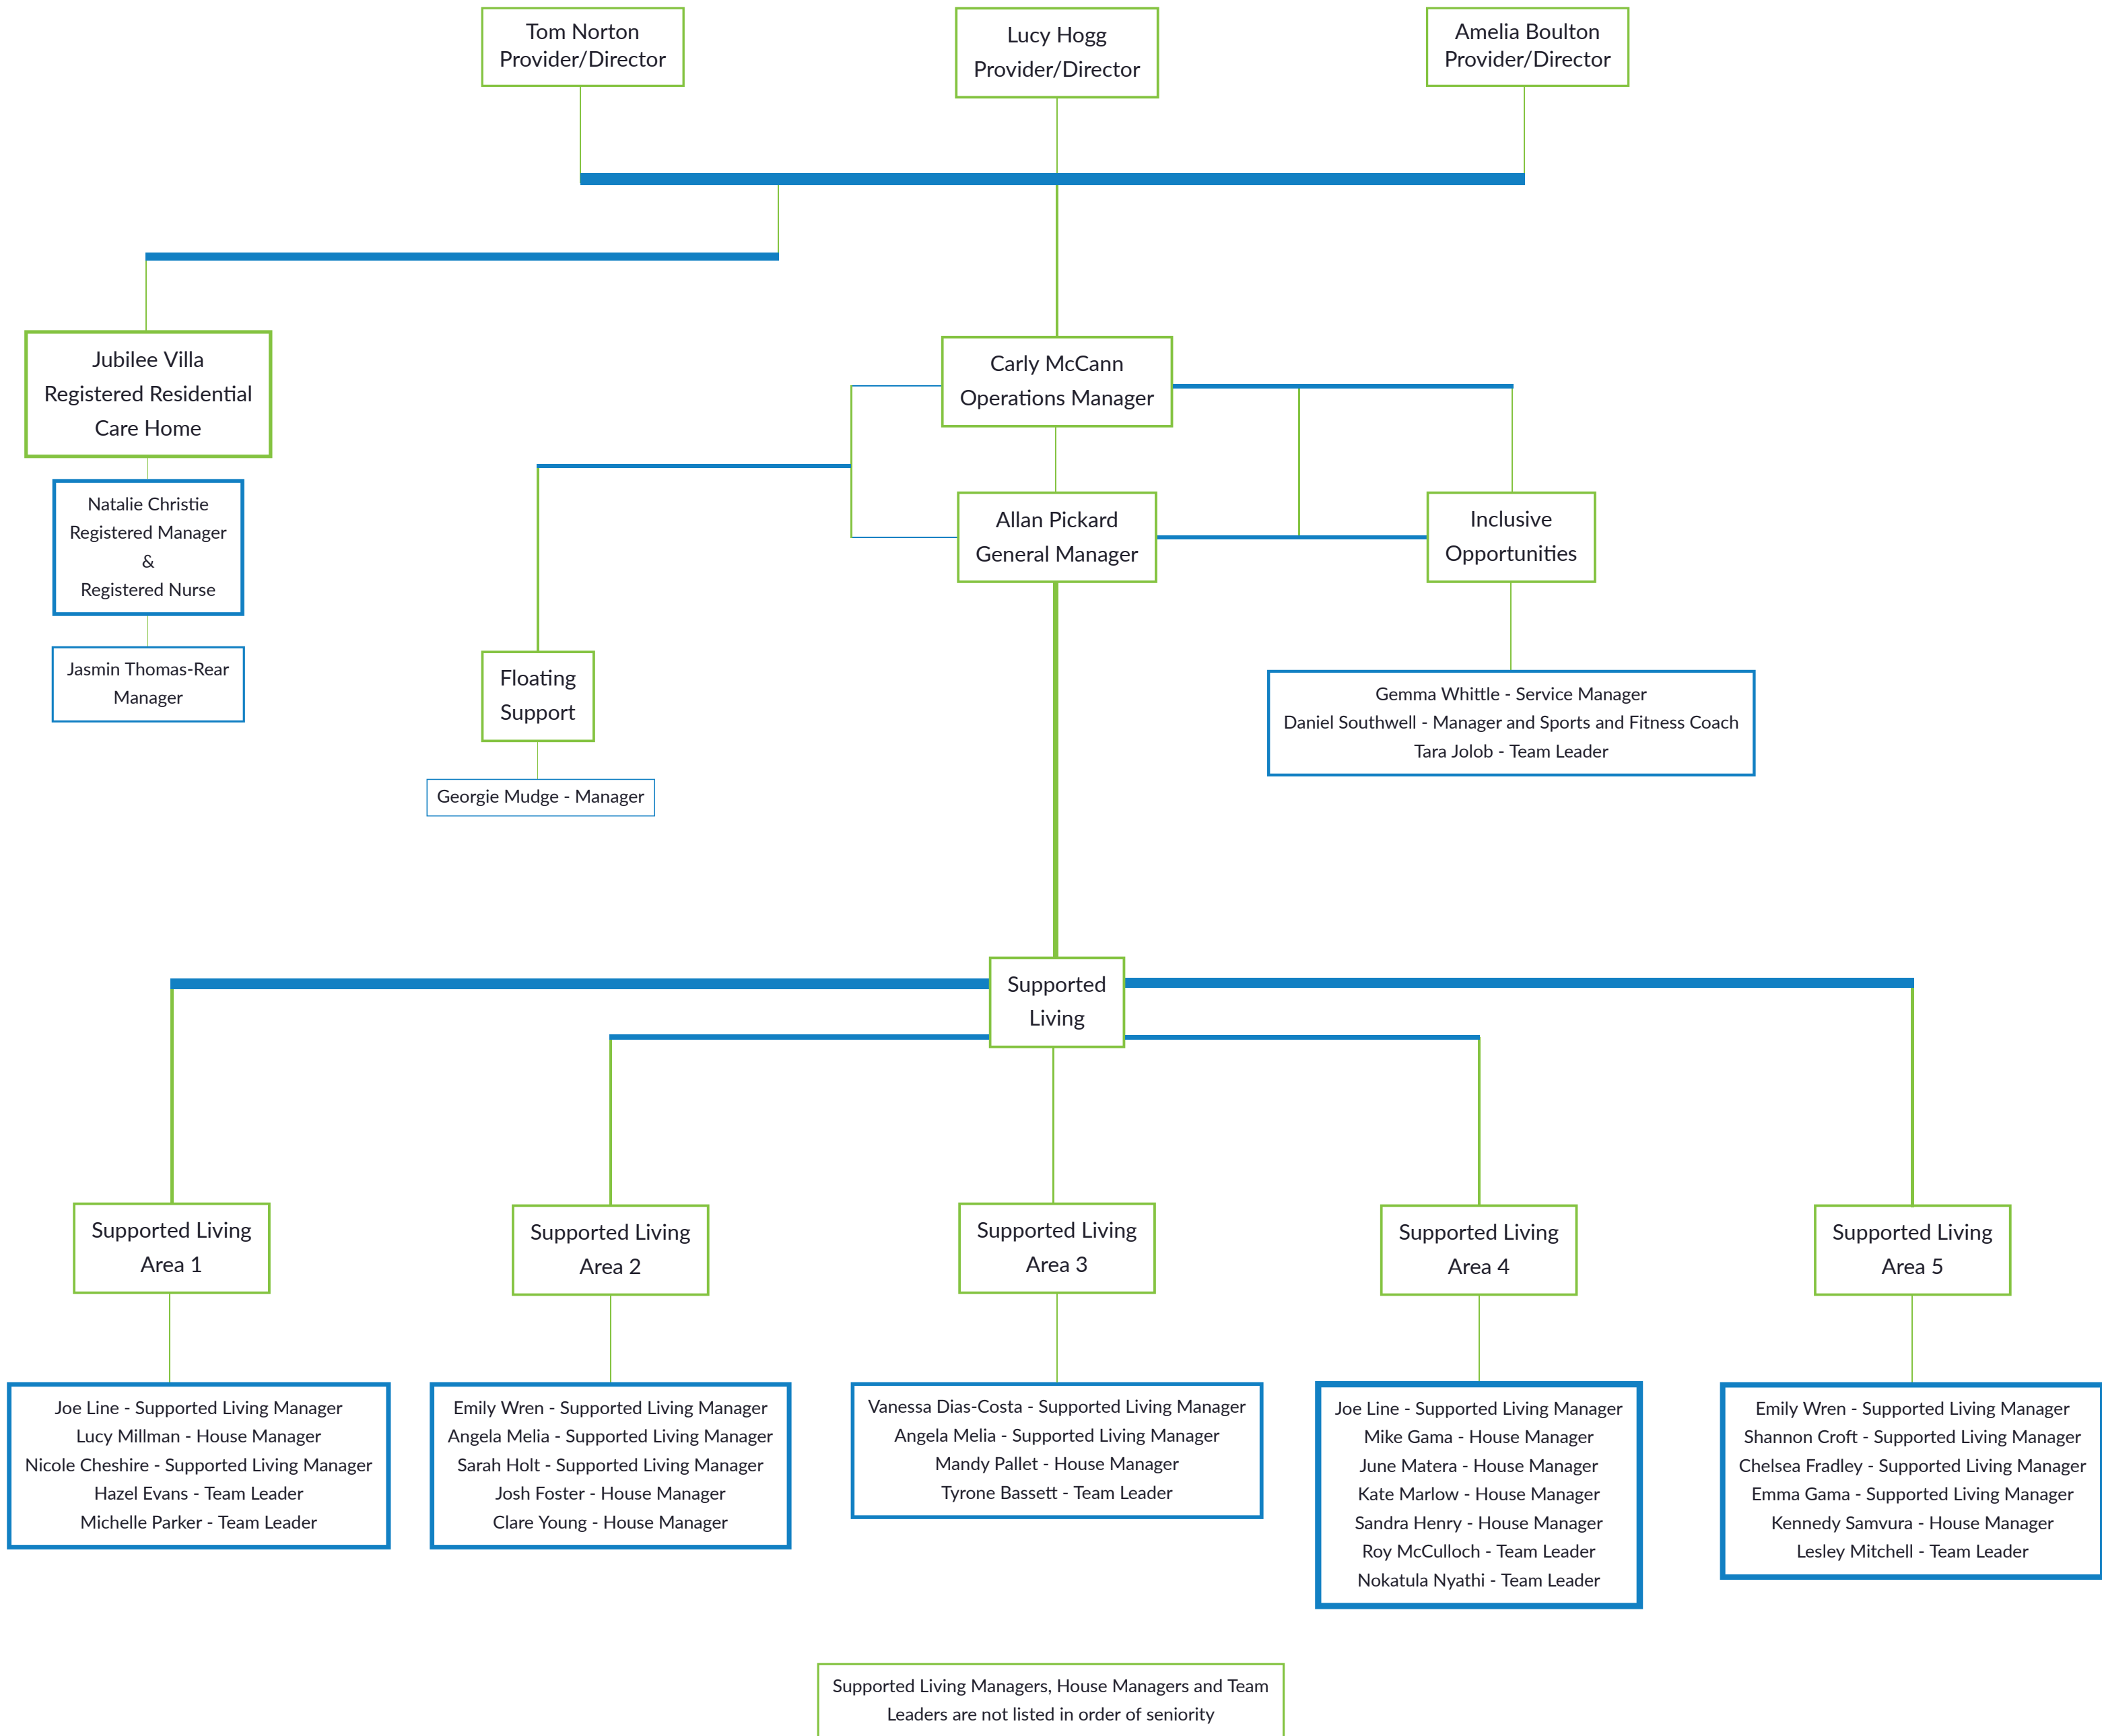 Tom Norton
Provider/Director
Lucy Hogg
Provider/Director
Amelia Boulton
Provider/Director
Jubilee Villa
Registered Residential
Care Home
Natalie Christie
Registered Manager
&
Registered Nurse
Jasmin Thomas-Rear
Manager
Carly McCann
Operations Manager
Allan Pickard
General Manager
Inclusive
Opportunities
Floating
Support
Georgie Mudge - Manager
Gemma Whittle - Service Manager
Daniel Southwell - Manager and Sports and Fitness Coach
Tara Jolob - Team Leader
Supported
Living
Supported Living
Area 1
Supported Living
Area 2
Supported Living
Area 3
Supported Living
Area 4
Supported Living
Area 5
Joe Line - Supported Living Manager
Lucy Millman - House Manager
Nicole Cheshire - Supported Living Manager
Hazel Evans - Team Leader
Michelle Parker - Team Leader
Emily Wren - Supported Living Manager
Angela Melia - Supported Living Manager
Sarah Holt - Supported Living Manager
Josh Foster - House Manager
Clare Young - House Manager
Vanessa Dias-Costa - Supported Living Manager
Angela Melia - Supported Living Manager
Mandy Pallet - House Manager
Tyrone Bassett - Team Leader
Joe Line - Supported Living Manager
Mike Gama - House Manager
June Matera - House Manager
Kate Marlow - House Manager
Sandra Henry - House Manager
Roy McCulloch - Team Leader
Nokatula Nyathi - Team Leader
Emily Wren - Supported Living Manager
Shannon Croft - Supported Living Manager
Chelsea Fradley - Supported Living Manager
Emma Gama - Supported Living Manager
Kennedy Samvura - House Manager
Lesley Mitchell - Team Leader
Supported Living Managers, House Managers and Team
Leaders are not listed in order of seniority